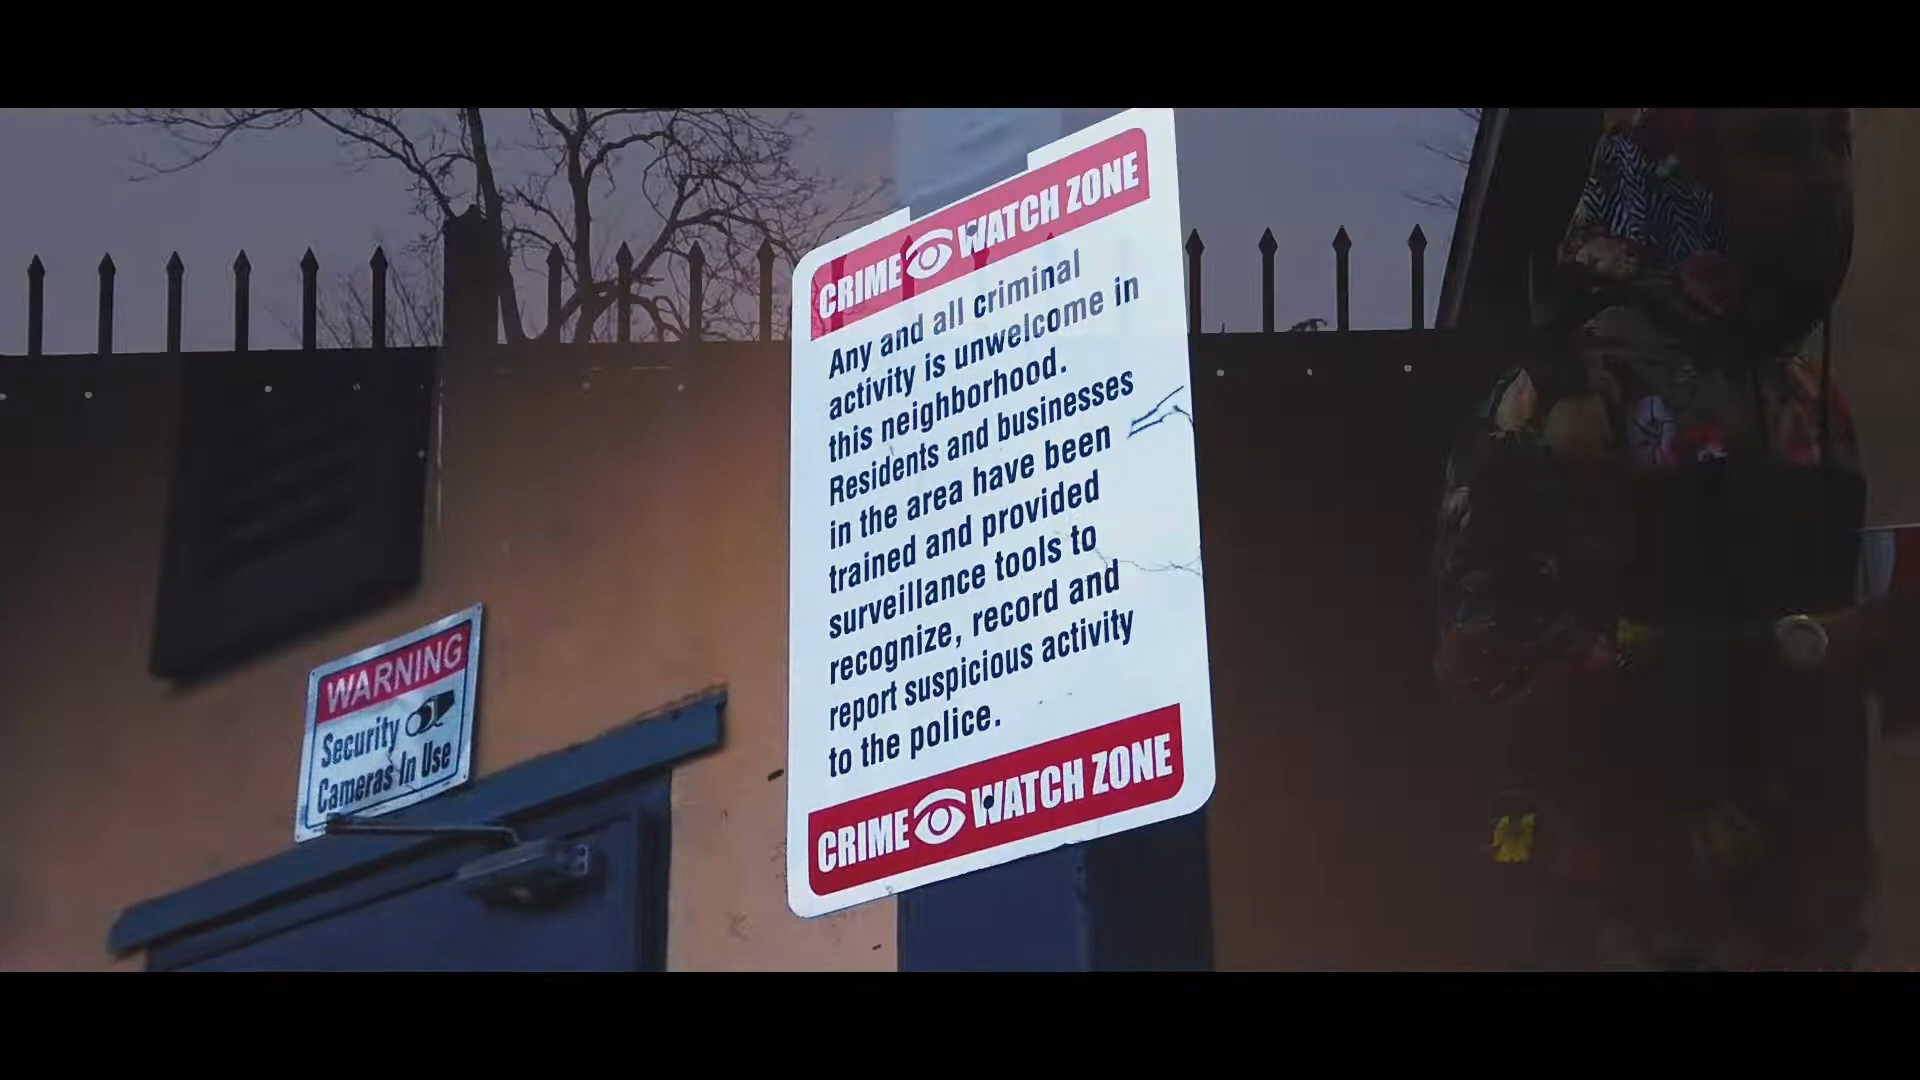 CRIME WATCH ZONE
Any and all criminal
activity is unwelcome in
this neighborhood.
Residents and businesses
in the area have been
trained and provided
surveillance tools to
recognize, record and
report suspicious activity
to the police.
CRIME WATCH ZONE
WARNING
Security
Cameras In Use